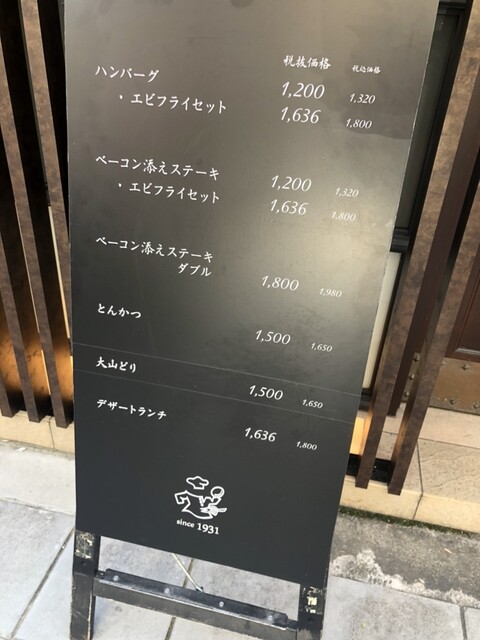 税抜価格 税込価格
ハンバーグ 1,200 1,320
・エビフライセット 1,636 1,800
ベーコン添えステーキ 1,200 1,320
・エビフライセット 1,636 1,800
ベーコン添えステーキ
ダブル 1,800 1,980
とんかつ 1,500 1,650
大山どり 1,500 1,650
デザートランチ 1,636 1,800
since 1931